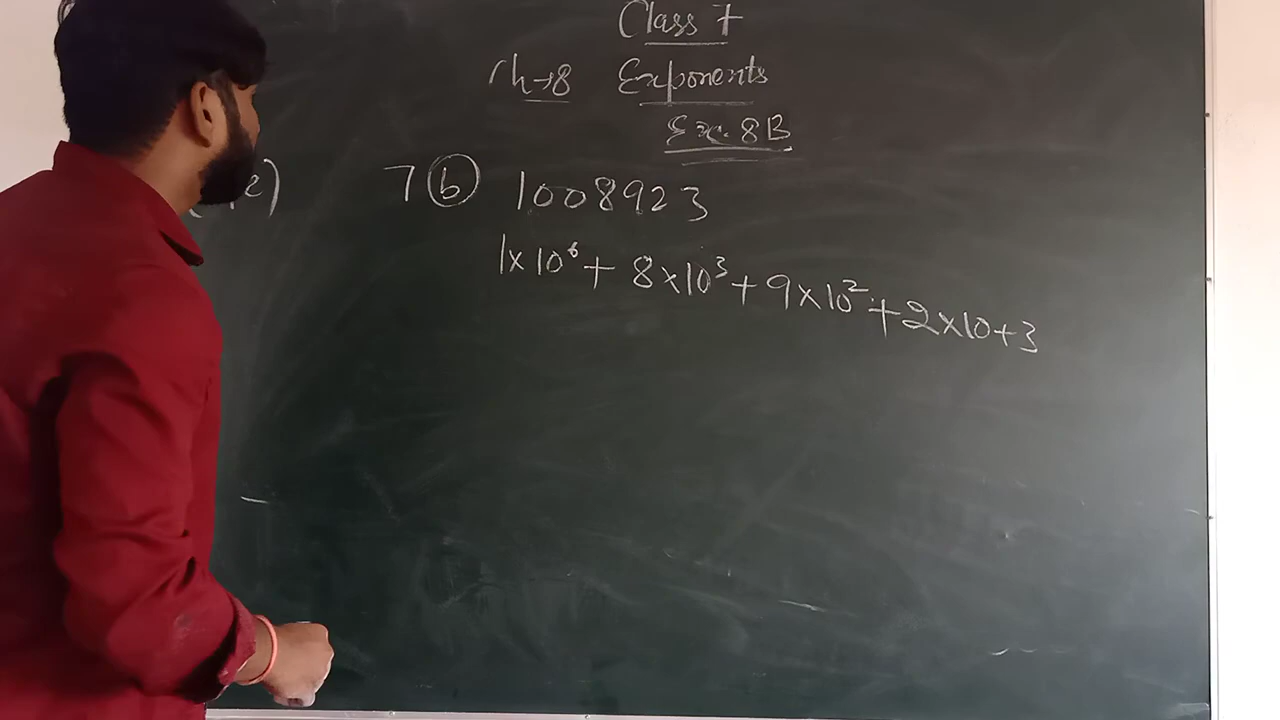 Class 7
Ch→8 Exponents
Ex. 8B
7 (b) 1008923
1×10⁶ + 8×10³ + 9×10² + 2×10+3